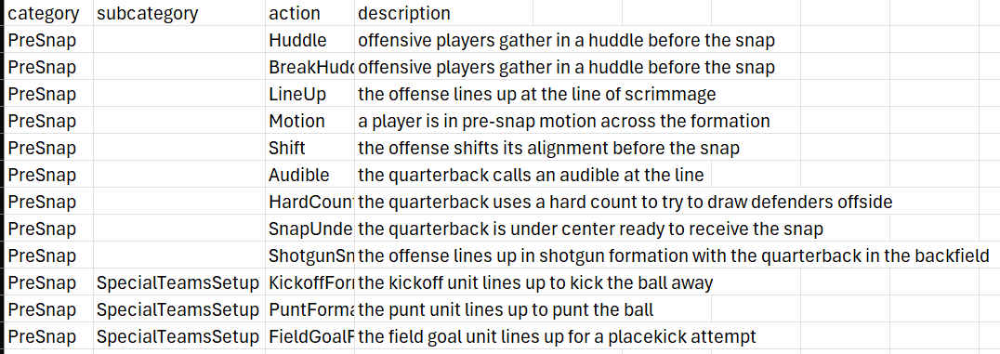 category subcategory action description
PreSnap Huddle offensive players gather in a huddle before the snap
PreSnap BreakHudd offensive players gather in a huddle before the snap
PreSnap LineUp the offense lines up at the line of scrimmage
PreSnap Motion a player is in pre-snap motion across the formation
PreSnap Shift the offense shifts its alignment before the snap
PreSnap Audible the quarterback calls an audible at the line
PreSnap HardCount the quarterback uses a hard count to try to draw defenders offside
PreSnap SnapUnde the quarterback is under center ready to receive the snap
PreSnap ShotgunSn the offense lines up in shotgun formation with the quarterback in the backfield
PreSnap SpecialTeamsSetup KickoffForm the kickoff unit lines up to kick the ball away
PreSnap SpecialTeamsSetup PuntForma the punt unit lines up to punt the ball
PreSnap SpecialTeamsSetup FieldGoalF the field goal unit lines up for a placekick attempt